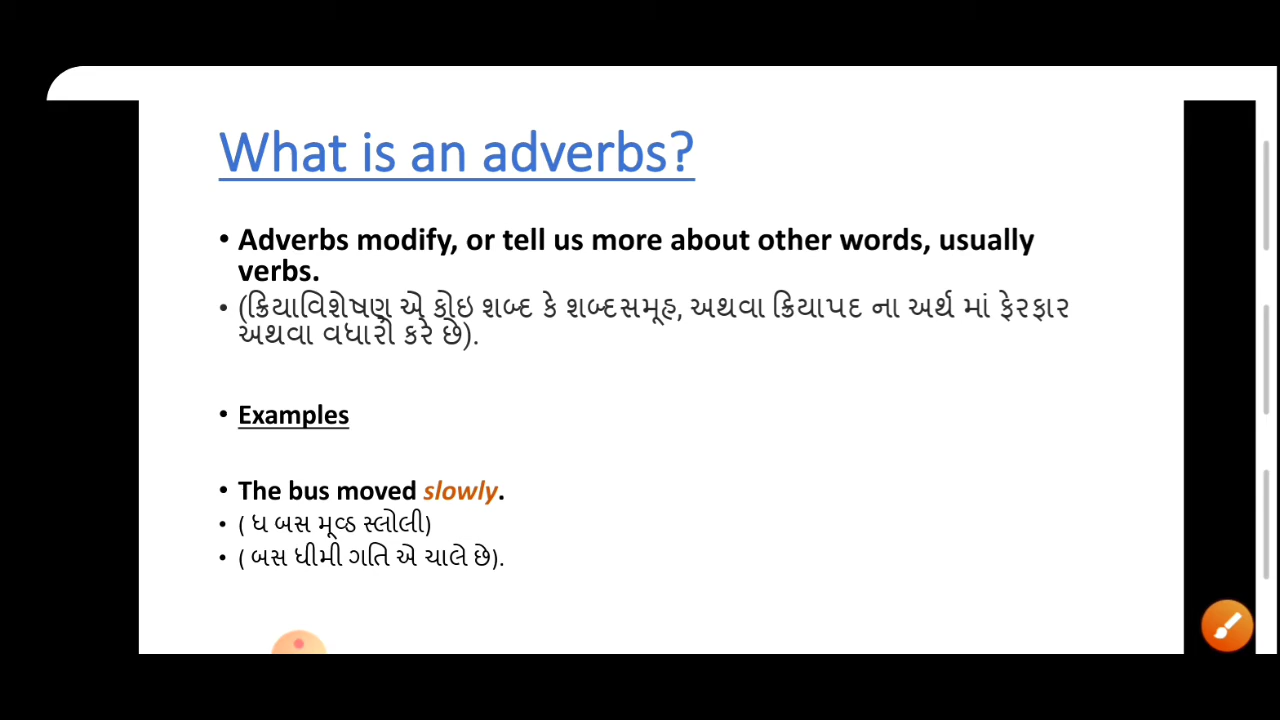 What is an adverbs?
• Adverbs modify, or tell us more about other words, usually
verbs.
• (ક્રિયાવિશેષણ એ કોઇ શબ્દ કે શબ્દસમૂહ, અથવા ક્રિયાપદ ના અર્થ માં ફેરફાર
અથવા વધારો કરે છે).
• Examples
• The bus moved slowly.
• ( ધ બસ મૂવ્ડ સ્લોલી)
• ( બસ ધીમી ગતિ એ ચાલે છે).